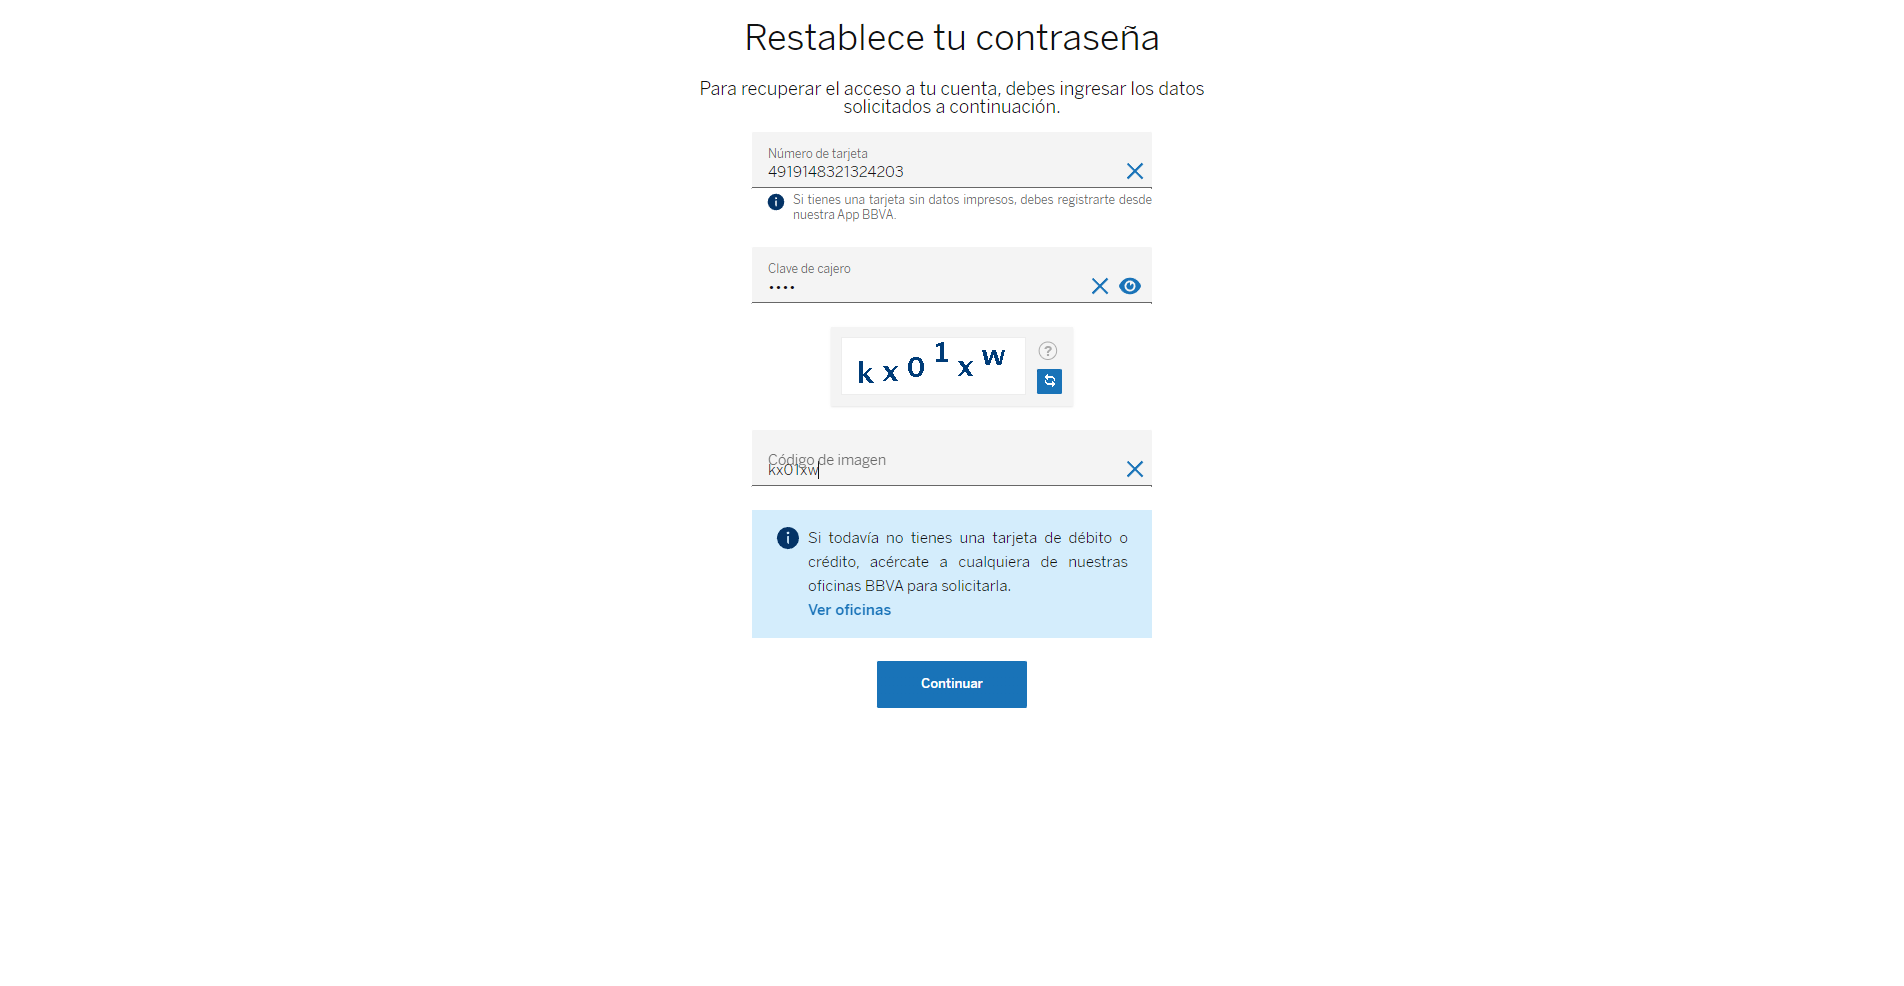 Restablece tu contraseña
Para recuperar el acceso a tu cuenta, debes ingresar los datos
solicitados a continuación.
Número de tarjeta
4919148321324203
Si tienes una tarjeta sin datos impresos, debes registrarte desde
nuestra App BBVA.
Clave de cajero
••••
kx01xw
Código de imagen
kx01xw
Si todavía no tienes una tarjeta de débito o
crédito, acércate a cualquiera de nuestras
oficinas BBVA para solicitarla.
Ver oficinas
Continuar